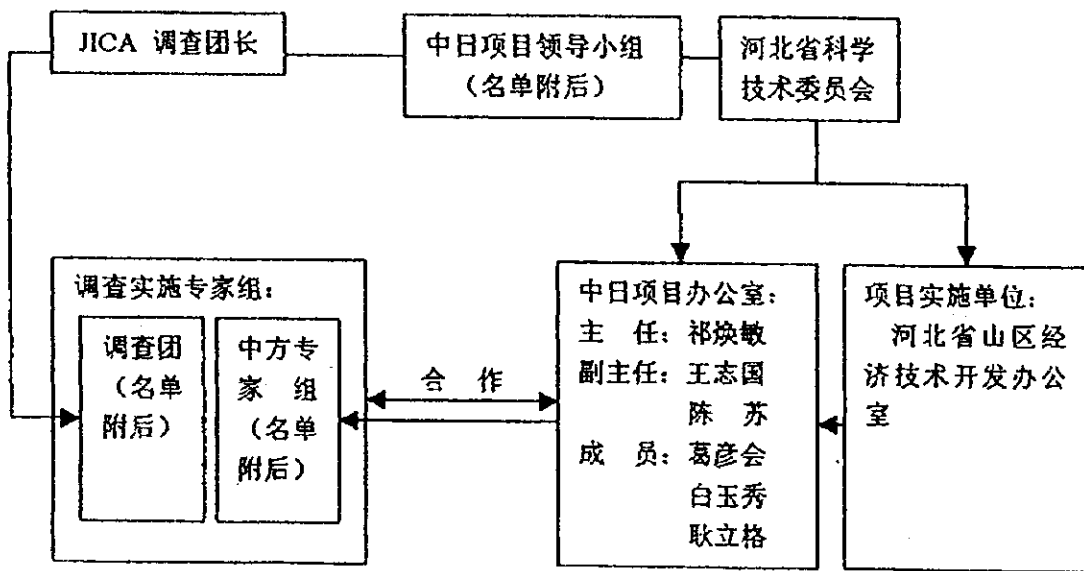 JICA 调查团长
中日项目领导小组
（名单附后）
河北省科学
技术委员会
调查实施专家组：
调查团
（名单
附后）
中方专
家 组
（名单
附后）
合 作
中日项目办公室：
主 任：祁焕敏
副主任：王志国
陈 苏
成 员：葛彦会
白玉秀
耿立格
项目实施单位：
河北省山区经
济技术开发办公
室